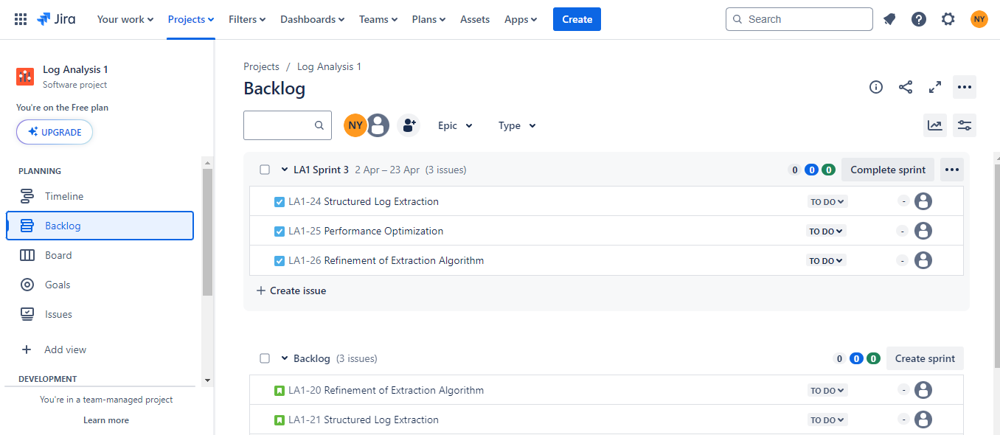 Jira Your work Projects Filters Dashboards Teams Plans Assets Apps Create Search NY
Log Analysis 1
Software project
You're on the Free plan
UPGRADE
PLANNING
Timeline
Backlog
Board
Goals
Issues
Add view
DEVELOPMENT
You're in a team-managed project
Learn more
Projects / Log Analysis 1
Backlog
NY Epic Type
LA1 Sprint 3 2 Apr – 23 Apr (3 issues) 0 0 0 Complete sprint
LA1-24 Structured Log Extraction TO DO -
LA1-25 Performance Optimization TO DO -
LA1-26 Refinement of Extraction Algorithm TO DO -
Create issue
Backlog (3 issues) 0 0 0 Create sprint
LA1-20 Refinement of Extraction Algorithm TO DO -
LA1-21 Structured Log Extraction TO DO -